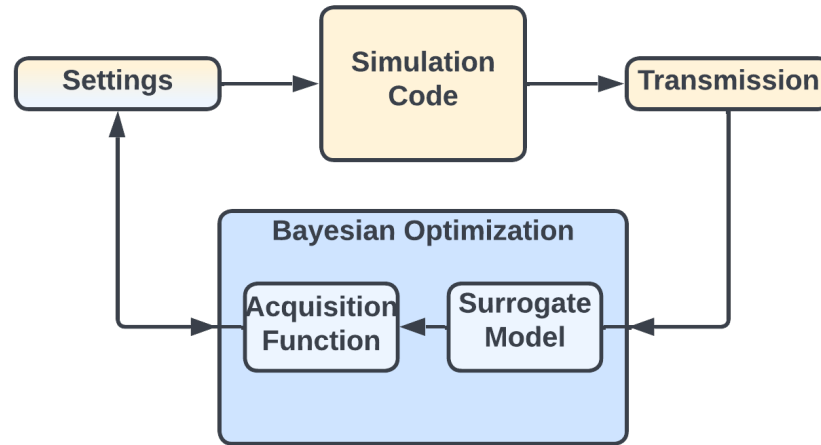 Settings
Simulation
Code
Transmission
Bayesian Optimization
Acquisition
Function
Surrogate
Model